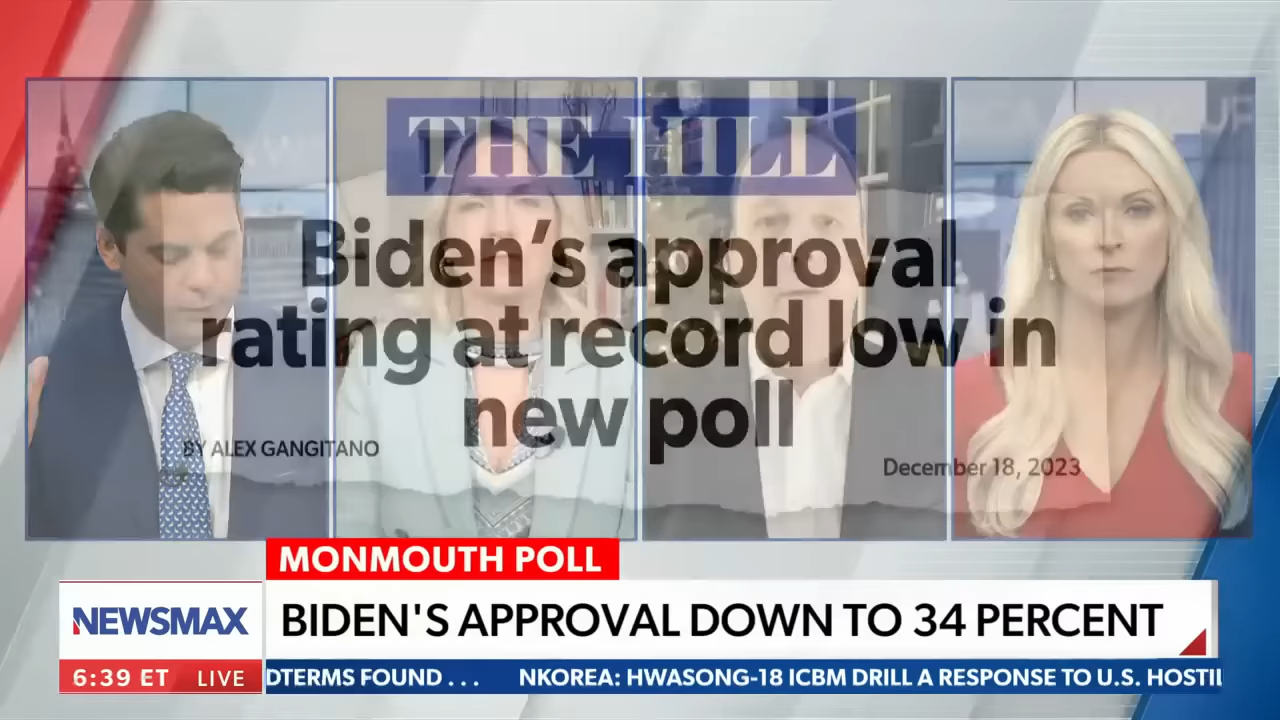 THE HILL
Biden's approval
rating at record low in
new poll
BY ALEX GANGITANO
December 18, 2023
MONMOUTH POLL
NEWSMAX
BIDEN'S APPROVAL DOWN TO 34 PERCENT
6:39 ET LIVE
DTERMS FOUND . . . NKOREA: HWASONG-18 ICBM DRILL A RESPONSE TO U.S. HOSTIL